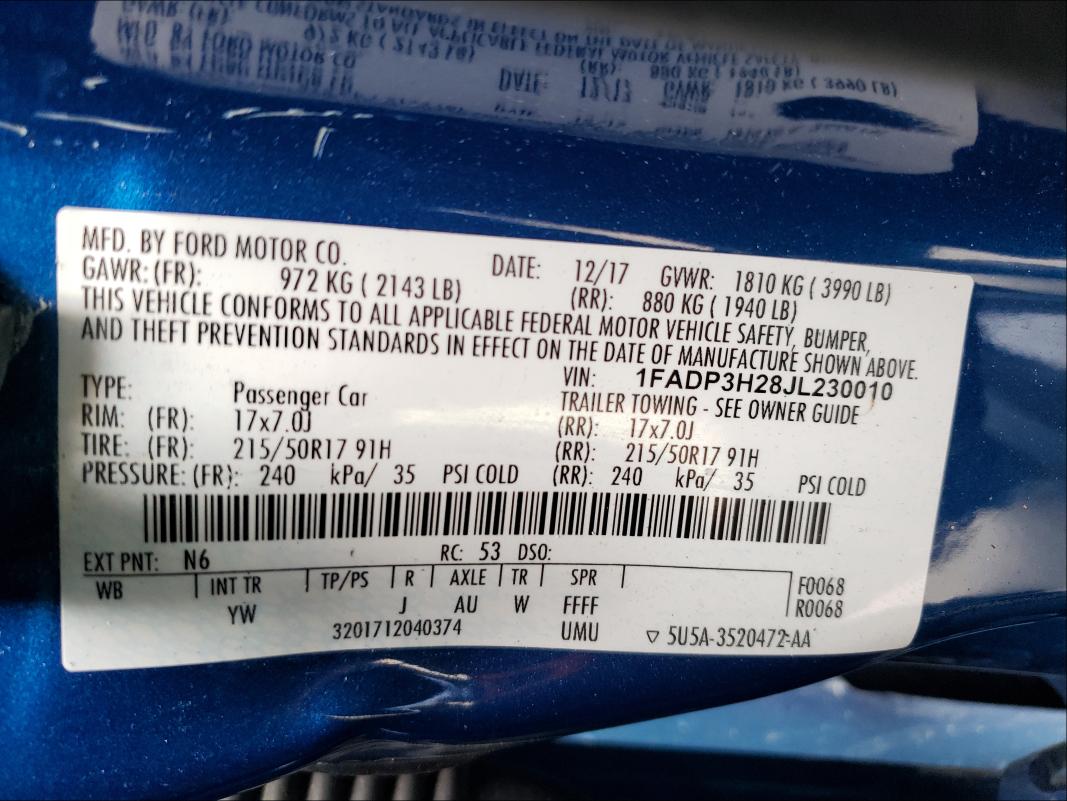 MFD. BY FORD MOTOR CO. DATE: 12/17 GVWR: 1810 KG ( 3990 LB)
GAWR: (FR): 972 KG ( 2143 LB) (RR): 880 KG ( 1940 LB)
THIS VEHICLE CONFORMS TO ALL APPLICABLE FEDERAL MOTOR VEHICLE SAFETY, BUMPER,
AND THEFT PREVENTION STANDARDS IN EFFECT ON THE DATE OF MANUFACTURE SHOWN ABOVE.
VIN: 1FADP3H28JL230010
TYPE: Passenger Car TRAILER TOWING - SEE OWNER GUIDE
RIM: (FR): 17x7.0J (RR): 17x7.0J
TIRE: (FR): 215/50R17 91H (RR): 215/50R17 91H
PRESSURE: (FR): 240 kPa/ 35 PSI COLD (RR): 240 kPa/ 35 PSI COLD
EXT PNT: N6 RC: 53 DSO:
WB INT TR TP/PS R AXLE TR SPR F0068
YW J AU W FFFF R0068
3201712040374 UMU ▽ 5U5A-3520472-AA